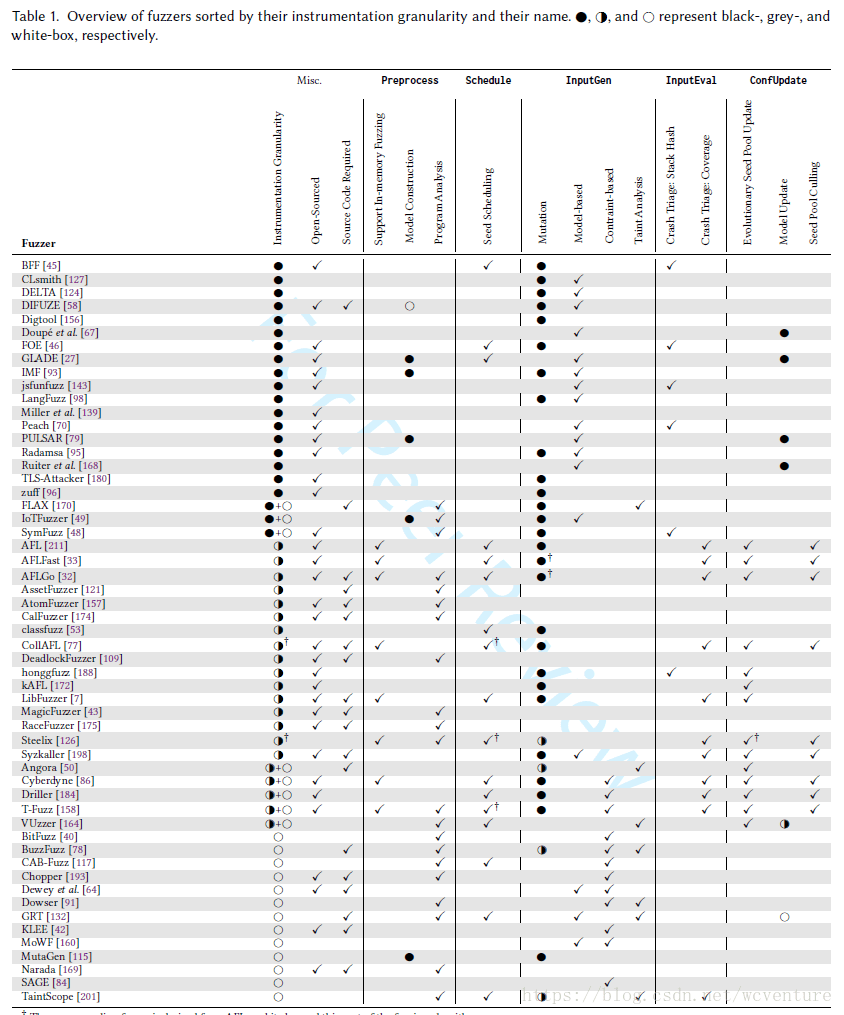 Table 1. Overview of fuzzers sorted by their instrumentation granularity and their name. ●, ◑, and ○ represent black-, grey-, and
white-box, respectively.
Misc. Preprocess Schedule InputGen InputEval ConfUpdate
Fuzzer Instrumentation Granularity Open-Sourced Source Code Required Support In-memory Fuzzing Model Construction Program Analysis Seed Scheduling Mutation Model-based Contraint-based Taint Analysis Crash Triage: Stack Hash Crash Triage: Coverage Evolutionary Seed Pool Update Model Update Seed Pool Culling
BFF [45] ● ✓ ✓ ● ✓
CLsmith [127] ● ● ✓
DELTA [124] ● ● ✓
DIFUZE [58] ● ✓ ✓ ○ ● ✓
Digtool [156] ● ●
Doupé et al. [67] ● ✓ ●
FOE [46] ● ✓ ✓ ● ✓
GLADE [27] ● ✓ ● ✓ ✓ ●
IMF [93] ● ✓ ● ● ✓
jsfunfuzz [143] ● ✓ ✓ ✓
LangFuzz [98] ● ● ✓
Miller et al. [139] ● ✓
Peach [70] ● ✓ ✓ ✓
PULSAR [79] ● ✓ ● ✓ ●
Radamsa [95] ● ✓ ● ✓
Ruiter et al. [168] ● ✓ ●
TLS-Attacker [180] ● ✓ ●
zuff [96] ● ✓ ●
FLAX [170] ●+○ ✓ ✓ ● ✓
IoTFuzzer [49] ●+○ ● ✓ ● ✓
SymFuzz [48] ●+○ ✓ ✓ ● ✓
AFL [211] ◑ ✓ ✓ ✓ ● ✓ ✓ ✓
AFLFast [33] ◑ ✓ ✓ ✓ ●† ✓ ✓ ✓
AFLGo [32] ◑ ✓ ✓ ✓ ✓ ✓ ●† ✓ ✓ ✓
AssetFuzzer [121] ◑ ✓ ✓
AtomFuzzer [157] ◑ ✓ ✓ ✓
CalFuzzer [174] ◑ ✓ ✓ ✓
classfuzz [53] ◑ ✓ ●
CollAFL [77] ◑† ✓ ✓ ✓ ✓† ● ✓ ✓ ✓
DeadlockFuzzer [109] ◑ ✓ ✓ ✓
honggfuzz [188] ◑ ✓ ● ✓ ✓
kAFL [172] ◑ ✓ ● ✓
LibFuzzer [7] ◑ ✓ ✓ ✓ ✓ ● ✓ ✓
MagicFuzzer [43] ◑ ✓ ✓ ✓
RaceFuzzer [175] ◑ ✓ ✓ ✓
Steelix [126] ◑† ✓ ✓ ✓† ◑ ✓ ✓† ✓
Syzkaller [198] ◑ ✓ ✓ ● ✓ ✓ ✓ ✓
Angora [50] ◑+○ ✓ ◑ ✓ ✓
Cyberdyne [86] ◑+○ ✓ ✓ ✓ ● ✓ ✓ ✓ ✓
Driller [184] ◑+○ ✓ ✓ ● ✓ ✓ ✓ ✓
T-Fuzz [158] ◑+○ ✓ ✓ ✓ ✓† ● ✓ ✓ ✓ ✓
VUzzer [164] ◑+○ ✓ ✓ ✓ ✓ ◑
BitFuzz [40] ○ ✓ ✓
BuzzFuzz [78] ○ ✓ ✓ ◑ ✓ ✓
CAB-Fuzz [117] ○ ✓ ✓ ✓
Chopper [193] ○ ✓ ✓ ✓ ✓
Dewey et al. [64] ○ ✓ ✓ ✓ ✓
Dowser [91] ○ ✓ ✓ ✓
GRT [132] ○ ✓ ✓ ✓ ✓ ✓ ○
KLEE [42] ○ ✓ ✓ ✓
MoWF [160] ○ ✓ ✓
MutaGen [115] ○ ● ●
Narada [169] ○ ✓ ✓ ✓
SAGE [84] ○ ✓
TaintScope [201] ○ ✓ ✓ ◑ ✓ ✓
For Peer Review
https://blog.csdn.net/wcventure